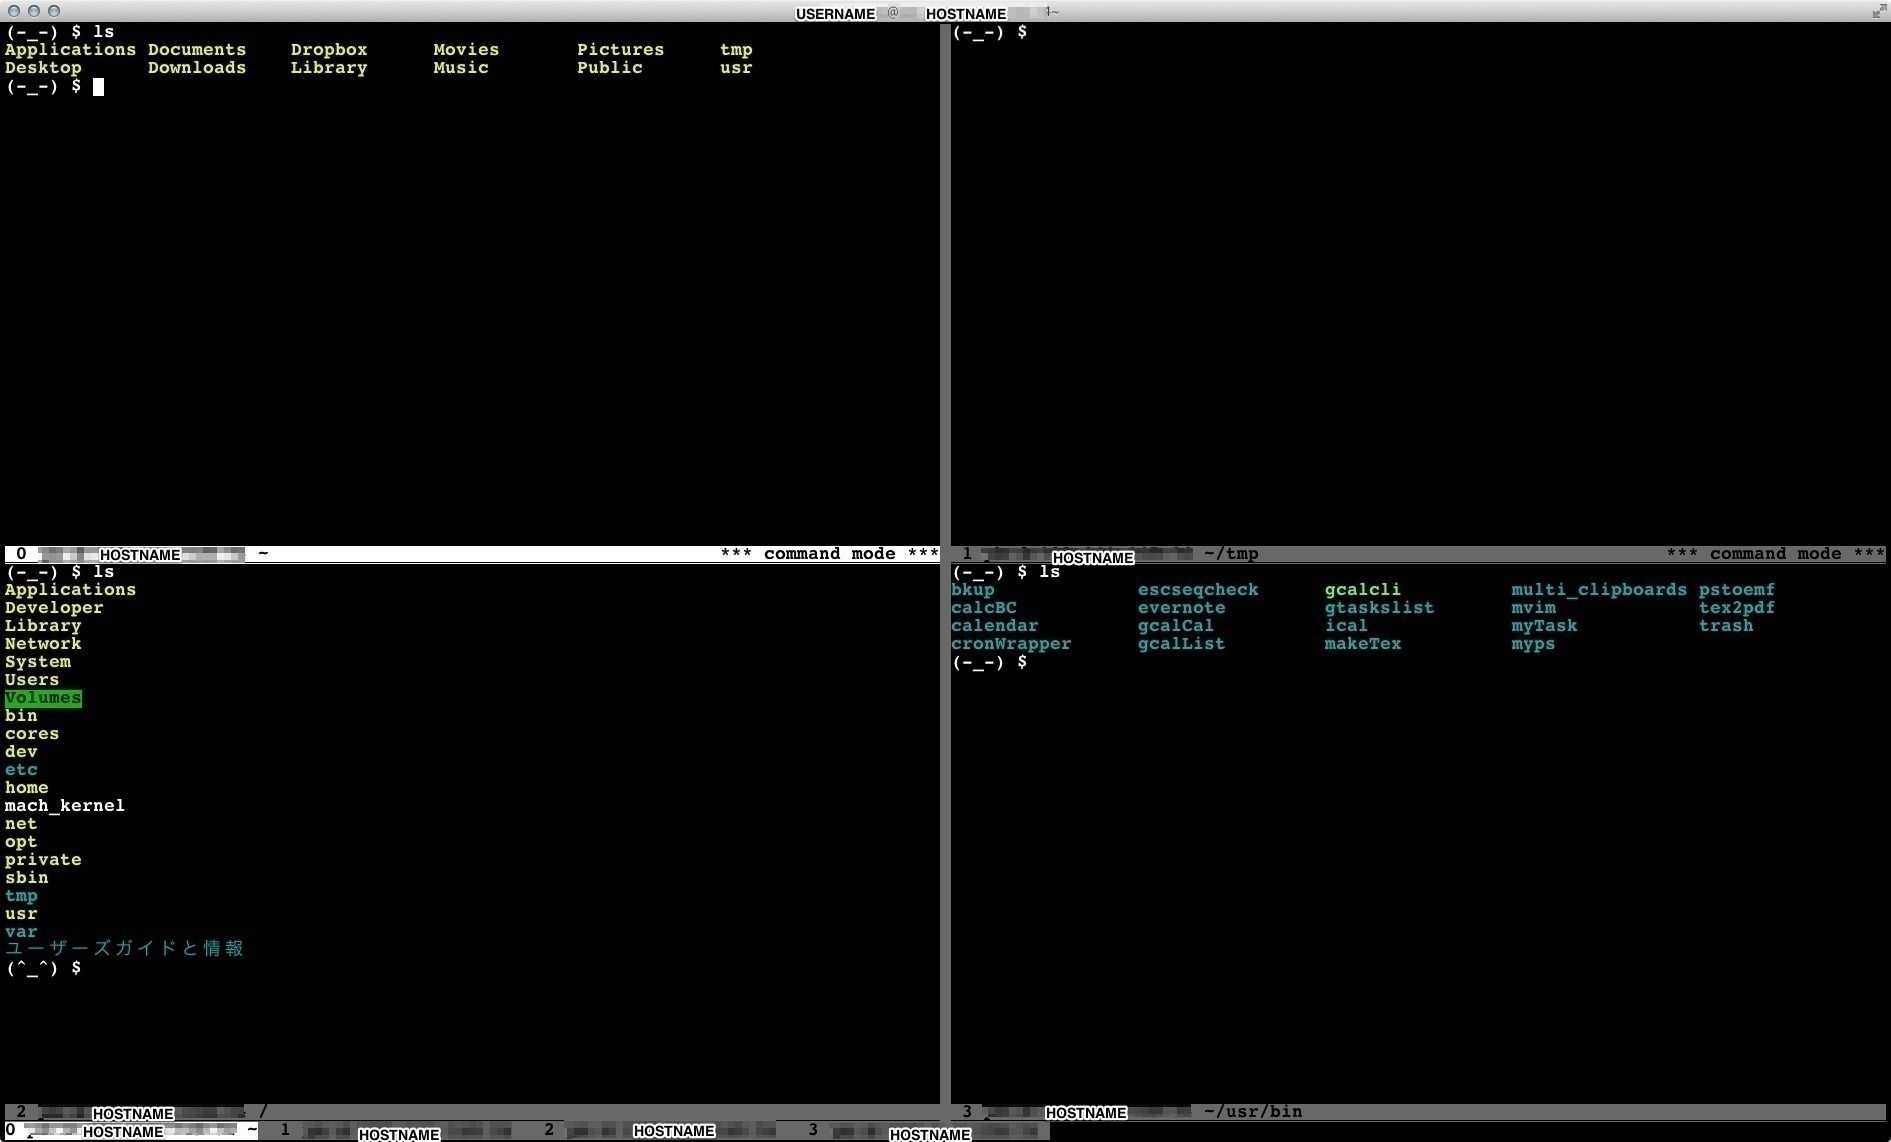 USERNAME @ HOSTNAME :~
(-_-) $ ls
Applications Documents Dropbox Movies Pictures tmp
Desktop Downloads Library Music Public usr
(-_-) $
0 HOSTNAME ~ *** command mode ***
(-_-) $
1 HOSTNAME ~/tmp *** command mode ***
(-_-) $ ls
Applications
Developer
Library
Network
System
Users
Volumes
bin
cores
dev
etc
home
mach_kernel
net
opt
private
sbin
tmp
usr
var
ユーザーズガイドと情報
(^_^) $
2 HOSTNAME /
(-_-) $ ls
bkup escseqcheck gcalcli multi_clipboards pstoemf
calcBC evernote gtaskslist mvim tex2pdf
calendar gcalCal ical myTask trash
cronWrapper gcalList makeTex myps
(-_-) $
3 HOSTNAME ~/usr/bin
0 HOSTNAME ~ 1 HOSTNAME 2 HOSTNAME 3 HOSTNAME